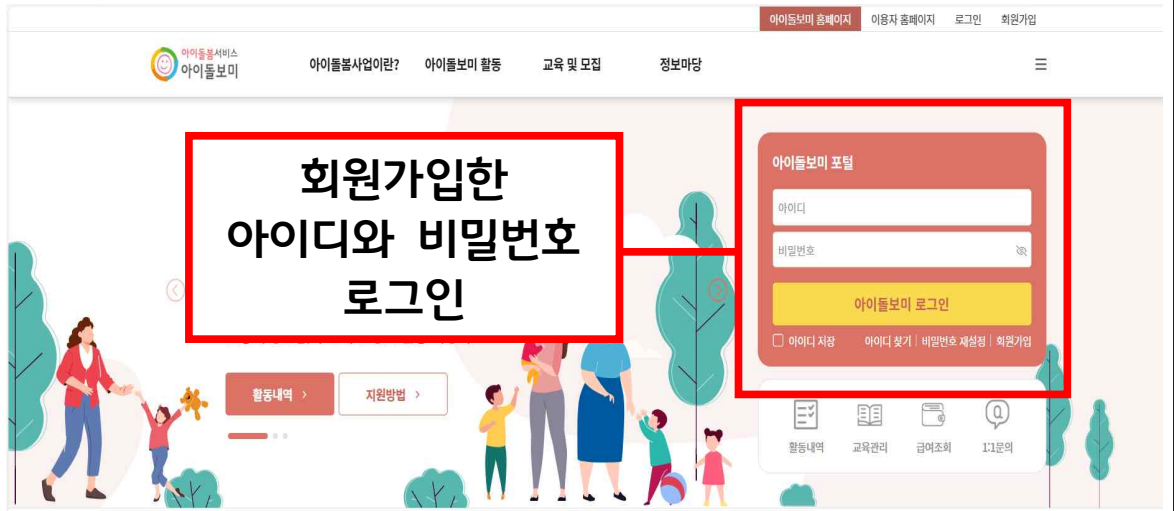 아이돌보미 홈페이지 이용자 홈페이지 로그인 회원가입
아이돌봄서비스
아이돌보미
아이돌봄사업이란? 아이돌보미 활동 교육 및 모집 정보마당
회원가입한
아이디와 비밀번호
로그인
활동내역
지원방법
아이돌보미 포털
아이디
비밀번호
아이돌보미 로그인
아이디 저장 아이디 찾기 | 비밀번호 재설정 | 회원가입
활동내역 교육관리 급여조회 1:1문의